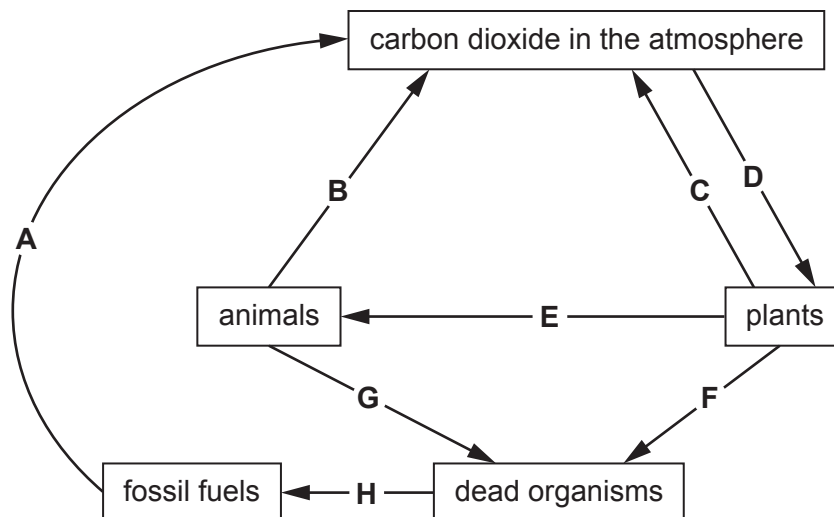 carbon dioxide in the atmosphere
B
C
D
A
animals
E
plants
G
F
fossil fuels
H
dead organisms